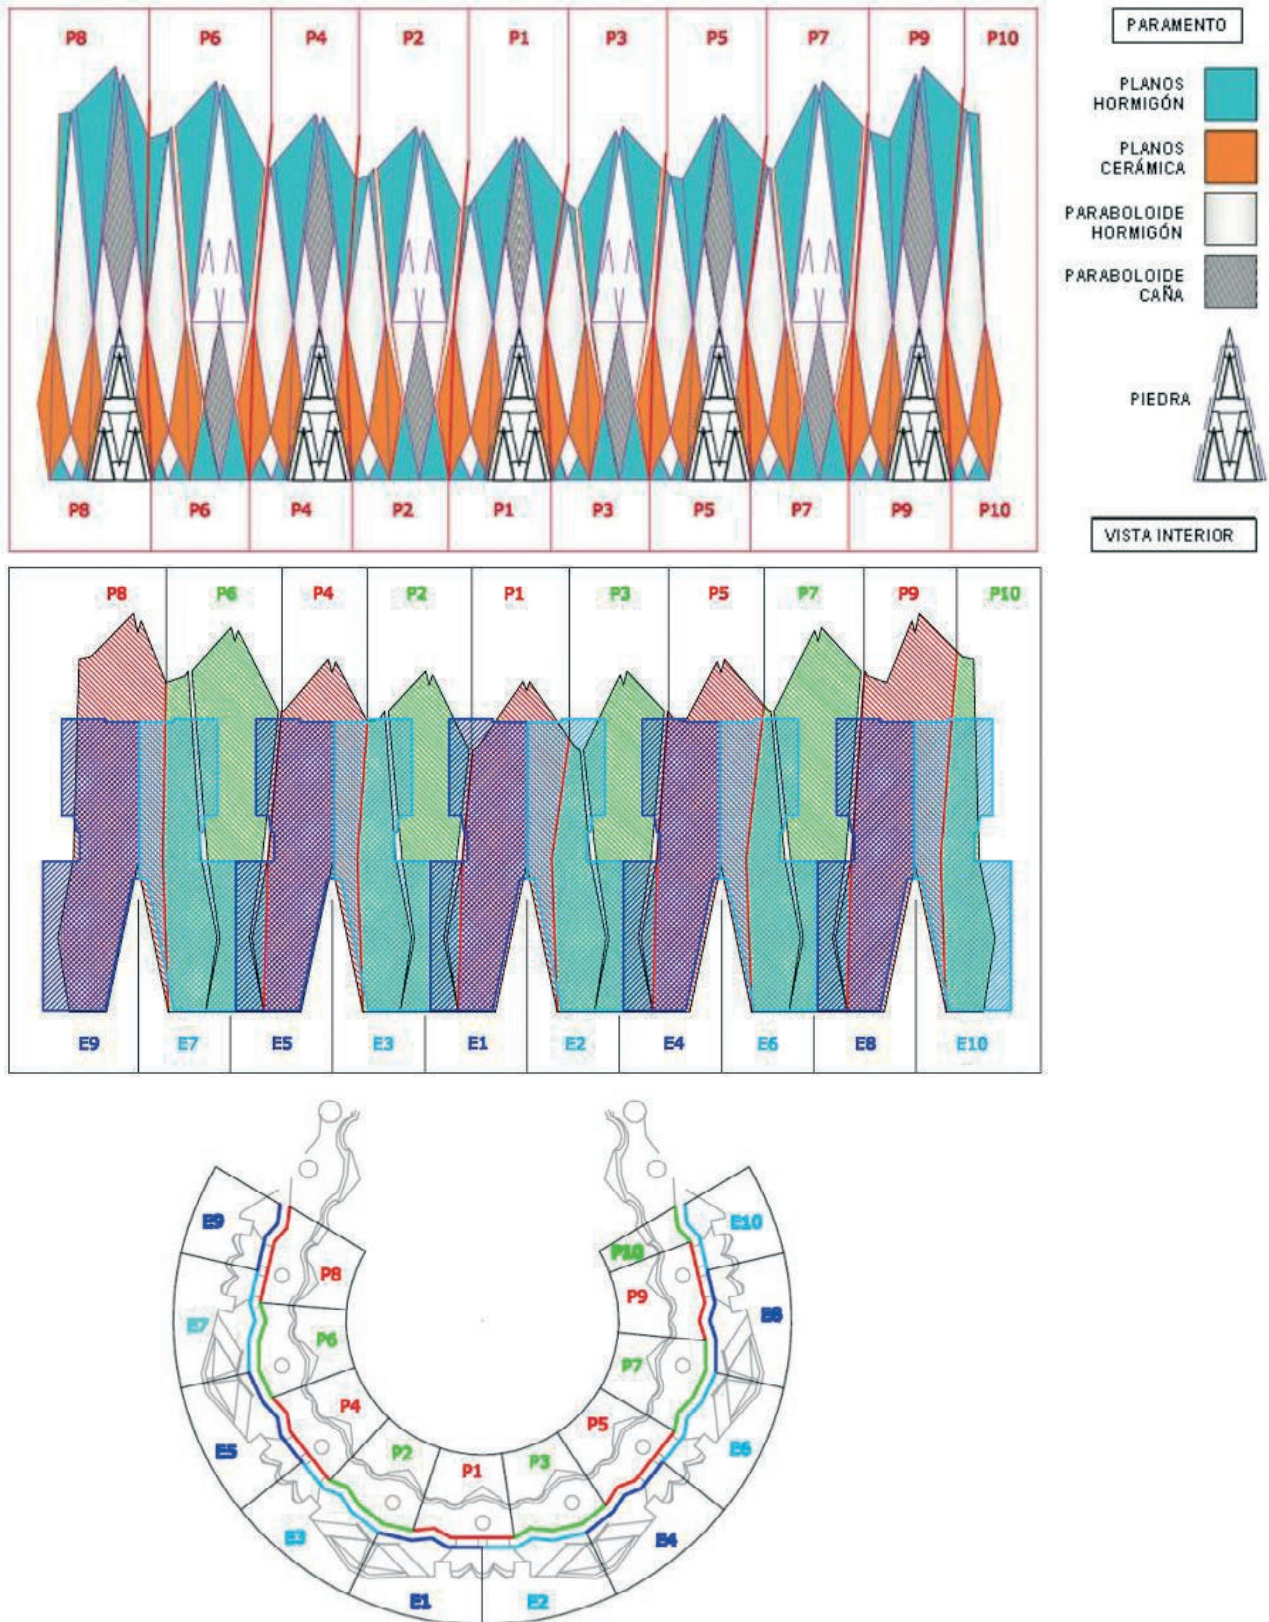 P8 P6 P4 P2 P1 P3 P5 P7 P9 P10
P8 P6 P4 P2 P1 P3 P5 P7 P9 P10
PARAMENTO
PLANOS
HORMIGÓN
PLANOS
CERÁMICA
PARABOLOIDE
HORMIGÓN
PARABOLOIDE
CAÑA
PIEDRA
VISTA INTERIOR
P8 P6 P4 P2 P1 P3 P5 P7 P9 P10
E9 E7 E5 E3 E1 E2 E4 E6 E8 E10
E9
E10
P10
P8
P9
E7
E8
P6
P7
P4
P5
E5
E6
P2
P3
P1
E3
E4
E1
E2